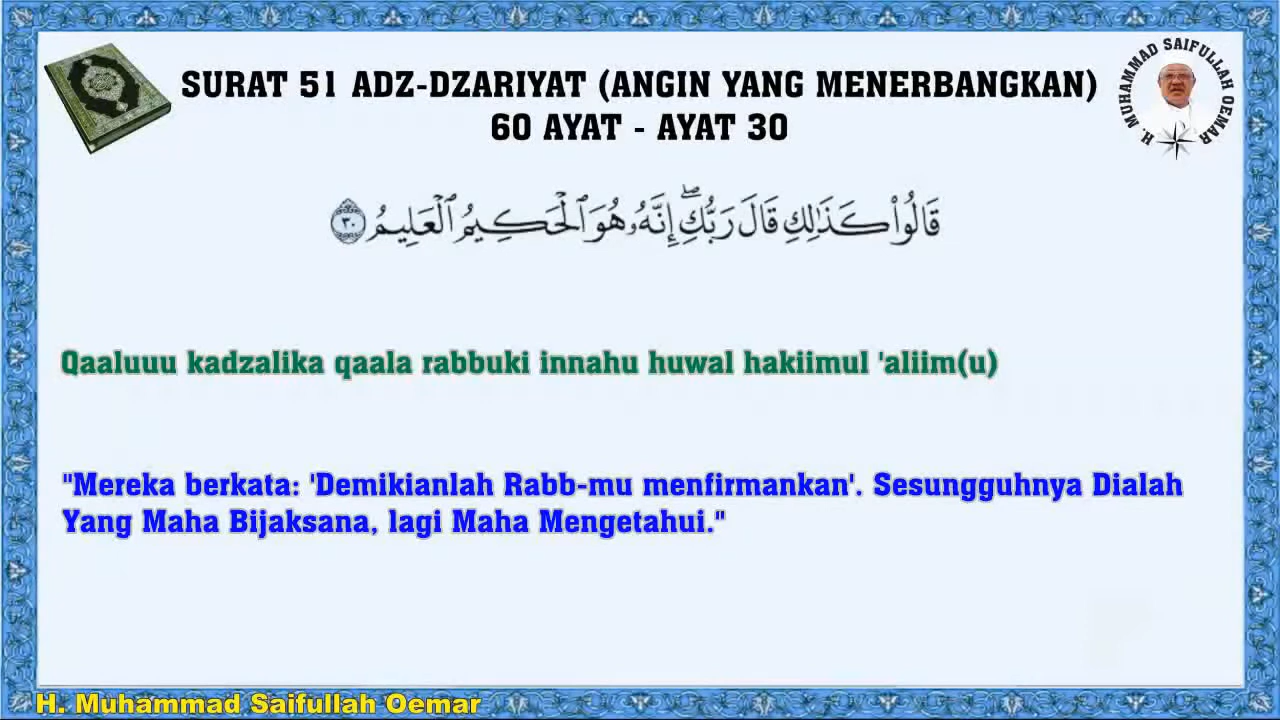 SURAT 51 ADZ-DZARIYAT (ANGIN YANG MENERBANGKAN)
60 AYAT - AYAT 30
H. MUHAMMAD SAIFULLAH OEMAR
قَالُوا۟ كَذَٰلِكِ قَالَ رَبُّكِ ۖ إِنَّهُۥ هُوَ ٱلْحَكِيمُ ٱلْعَلِيمُ ٣٠
Qaaluuu kadzalika qaala rabbuki innahu huwal hakiimul 'aliim(u)
"Mereka berkata: 'Demikianlah Rabb-mu menfirmankan'. Sesungguhnya Dialah
Yang Maha Bijaksana, lagi Maha Mengetahui."
H. Muhammad Saifullah Oemar